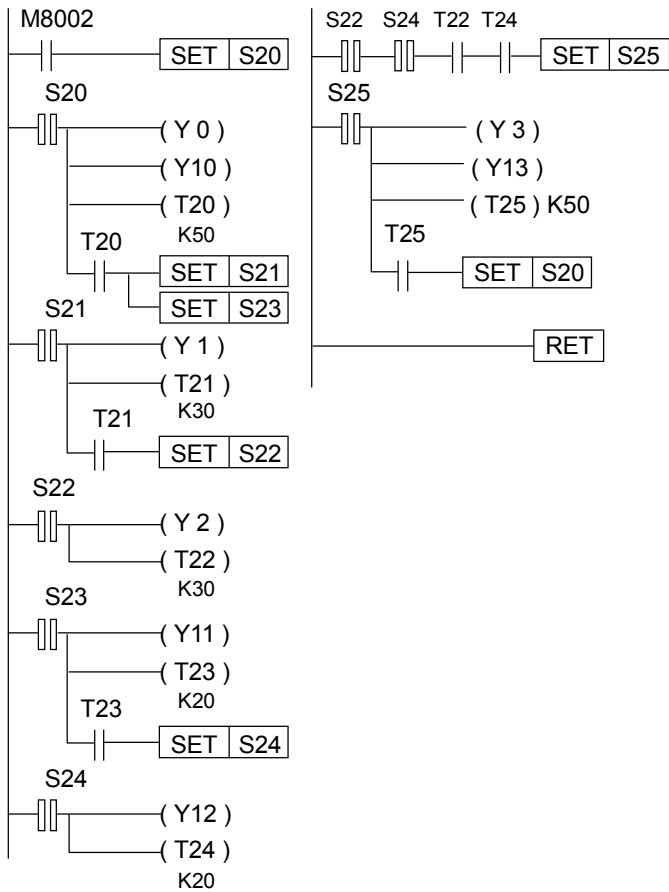 M8002
SET S20
S20
( Y 0 )
( Y10 )
( T20 )
K50
T20
SET S21
SET S23
S21
( Y 1 )
( T21 )
K30
T21
SET S22
S22
( Y 2 )
( T22 )
K30
S23
( Y11 )
( T23 )
K20
T23
SET S24
S24
( Y12 )
( T24 )
K20
S22 S24 T22 T24
SET S25
S25
( Y 3 )
( Y13 )
( T25 ) K50
T25
SET S20
RET